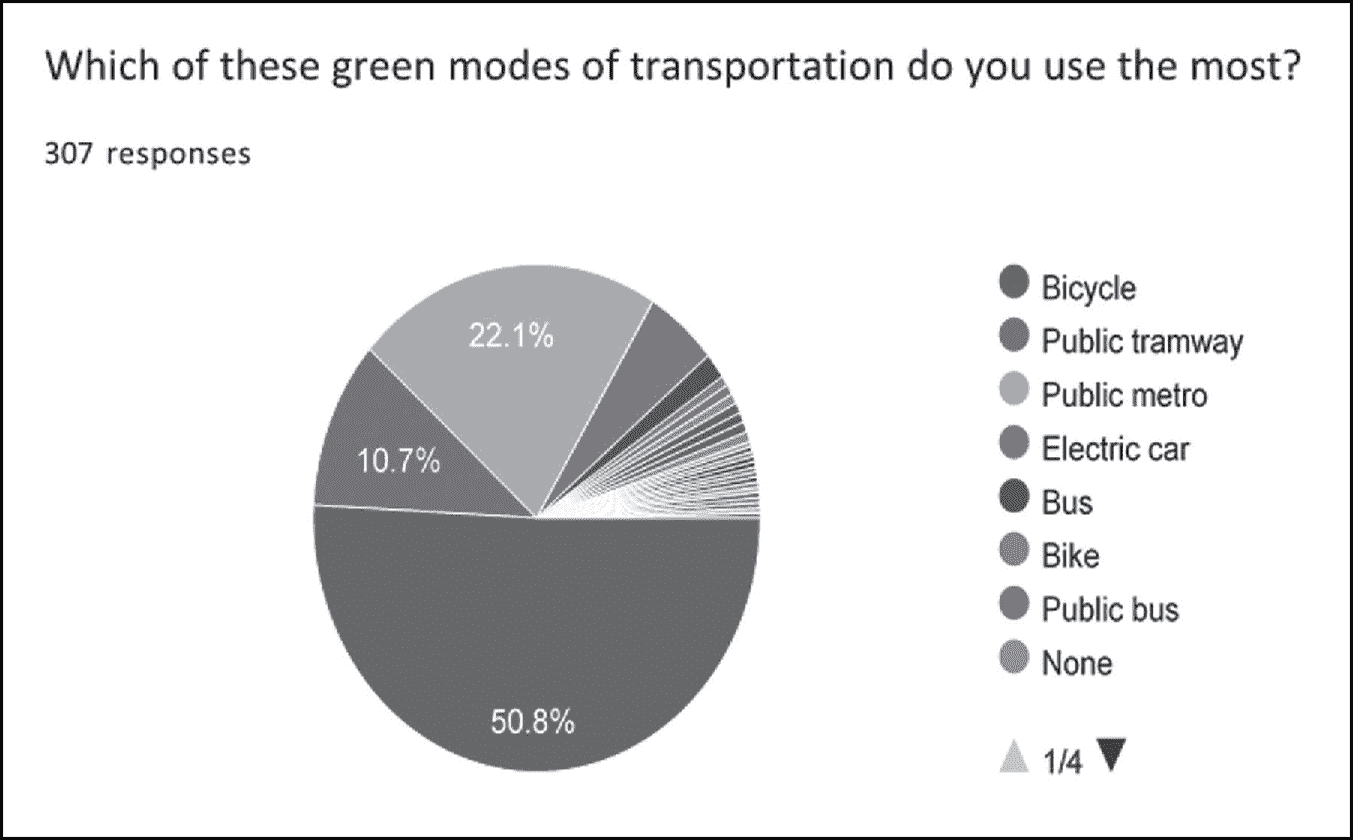 Which of these green modes of transportation do you use the most?
307 responses
22.1%
10.7%
50.8%
Bicycle
Public tramway
Public metro
Electric car
Bus
Bike
Public bus
None
1/4